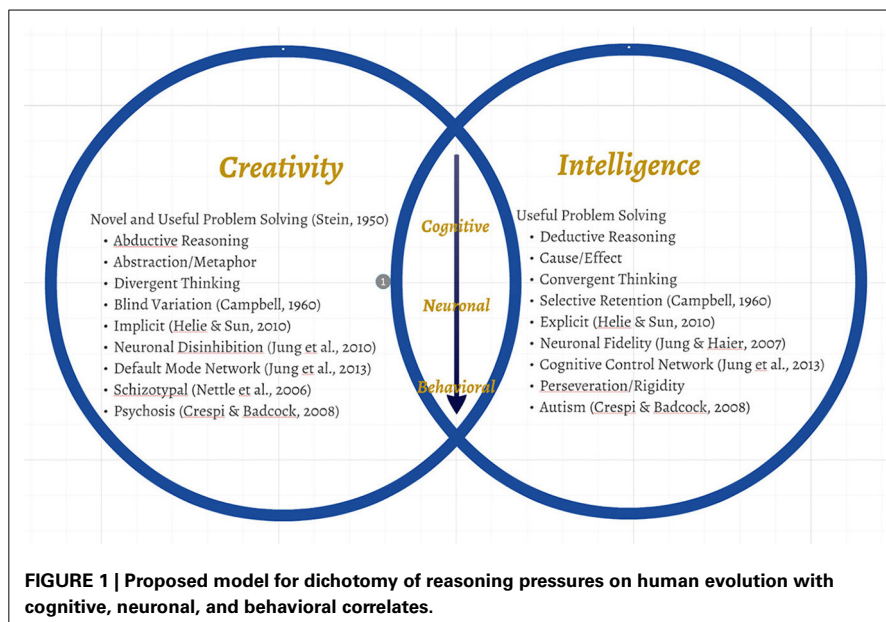 Creativity
Novel and Useful Problem Solving (Stein, 1950)
• Abductive Reasoning
• Abstraction/Metaphor
• Divergent Thinking
• Blind Variation (Campbell, 1960)
• Implicit (Helie & Sun, 2010)
• Neuronal Disinhibition (Jung et al., 2010)
• Default Mode Network (Jung et al., 2013)
• Schizotypal (Nettle et al., 2006)
• Psychosis (Crespi & Badcock, 2008)
1
Cognitive
Neuronal
Behavioral
Intelligence
Useful Problem Solving
• Deductive Reasoning
• Cause/Effect
• Convergent Thinking
• Selective Retention (Campbell, 1960)
• Explicit (Helie & Sun, 2010)
• Neuronal Fidelity (Jung & Haier, 2007)
• Cognitive Control Network (Jung et al., 2013)
• Perseveration/Rigidity
• Autism (Crespi & Badcock, 2008)
FIGURE 1 | Proposed model for dichotomy of reasoning pressures on human evolution with
cognitive, neuronal, and behavioral correlates.